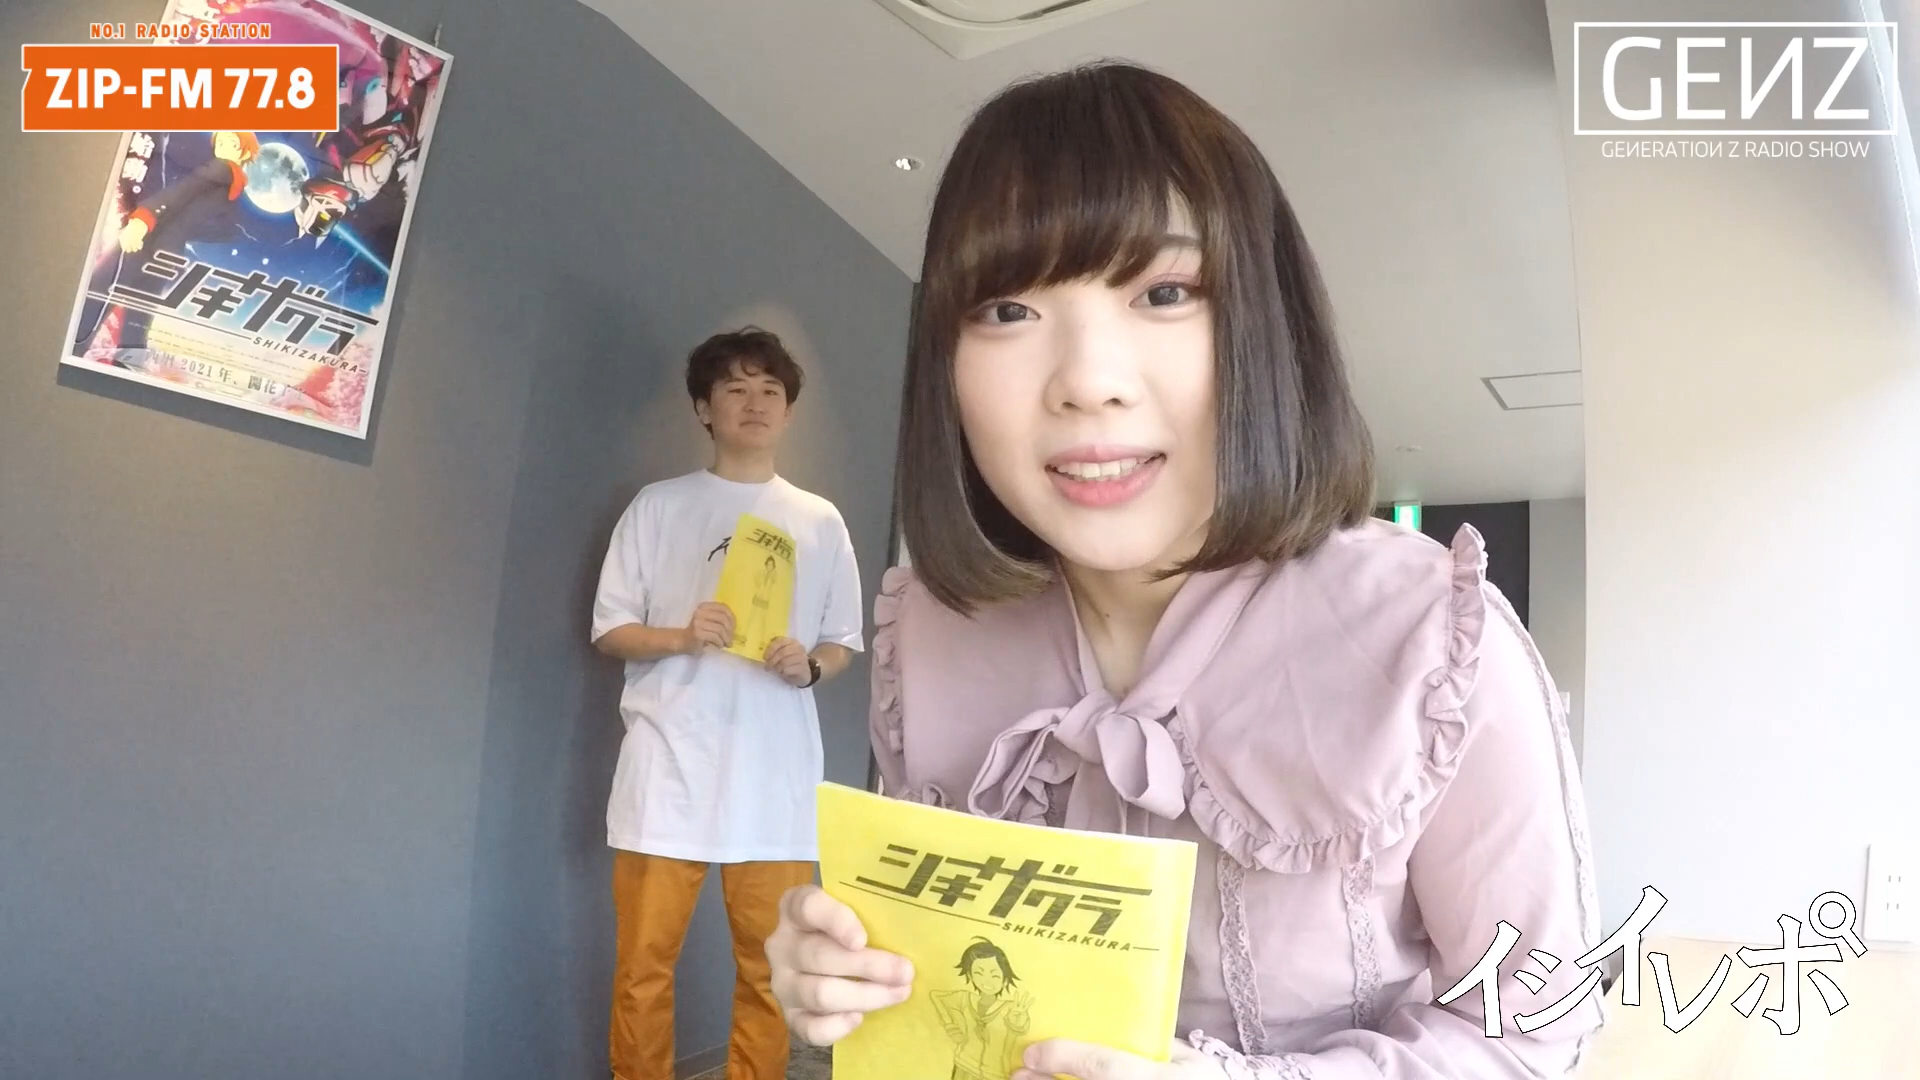 NO.1 RADIO STATION
ZIP-FM 77.8
GENZ
GENERATION Z RADIO SHOW
始動。
シキザクラ
SHIKIZAKURA
2021年、開花
シキザクラ
シキザクラ
SHIKIZAKURA
イシイレポ